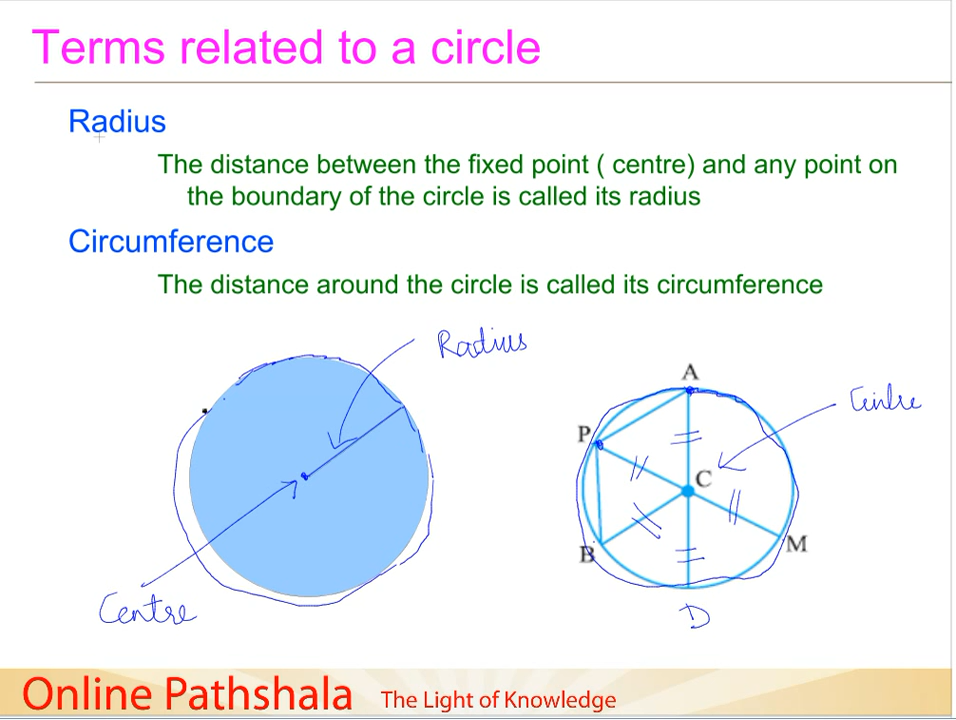 Terms related to a circle
Radius
The distance between the fixed point ( centre) and any point on
the boundary of the circle is called its radius
Circumference
The distance around the circle is called its circumference
Radius
Centre
A
Centre
P
C
B
M
D
Online Pathshala The Light of Knowledge